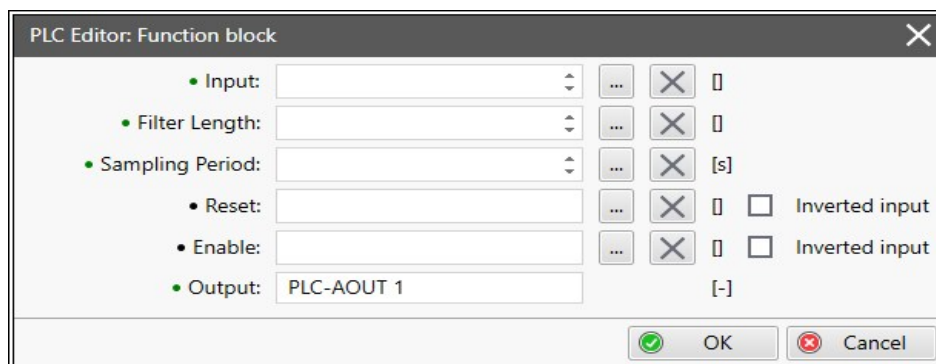 PLC Editor: Function block
• Input: ... []
• Filter Length: ... []
• Sampling Period: ... [s]
• Reset: ... [] Inverted input
• Enable: ... [] Inverted input
• Output: PLC-AOUT 1 [-]
OK Cancel